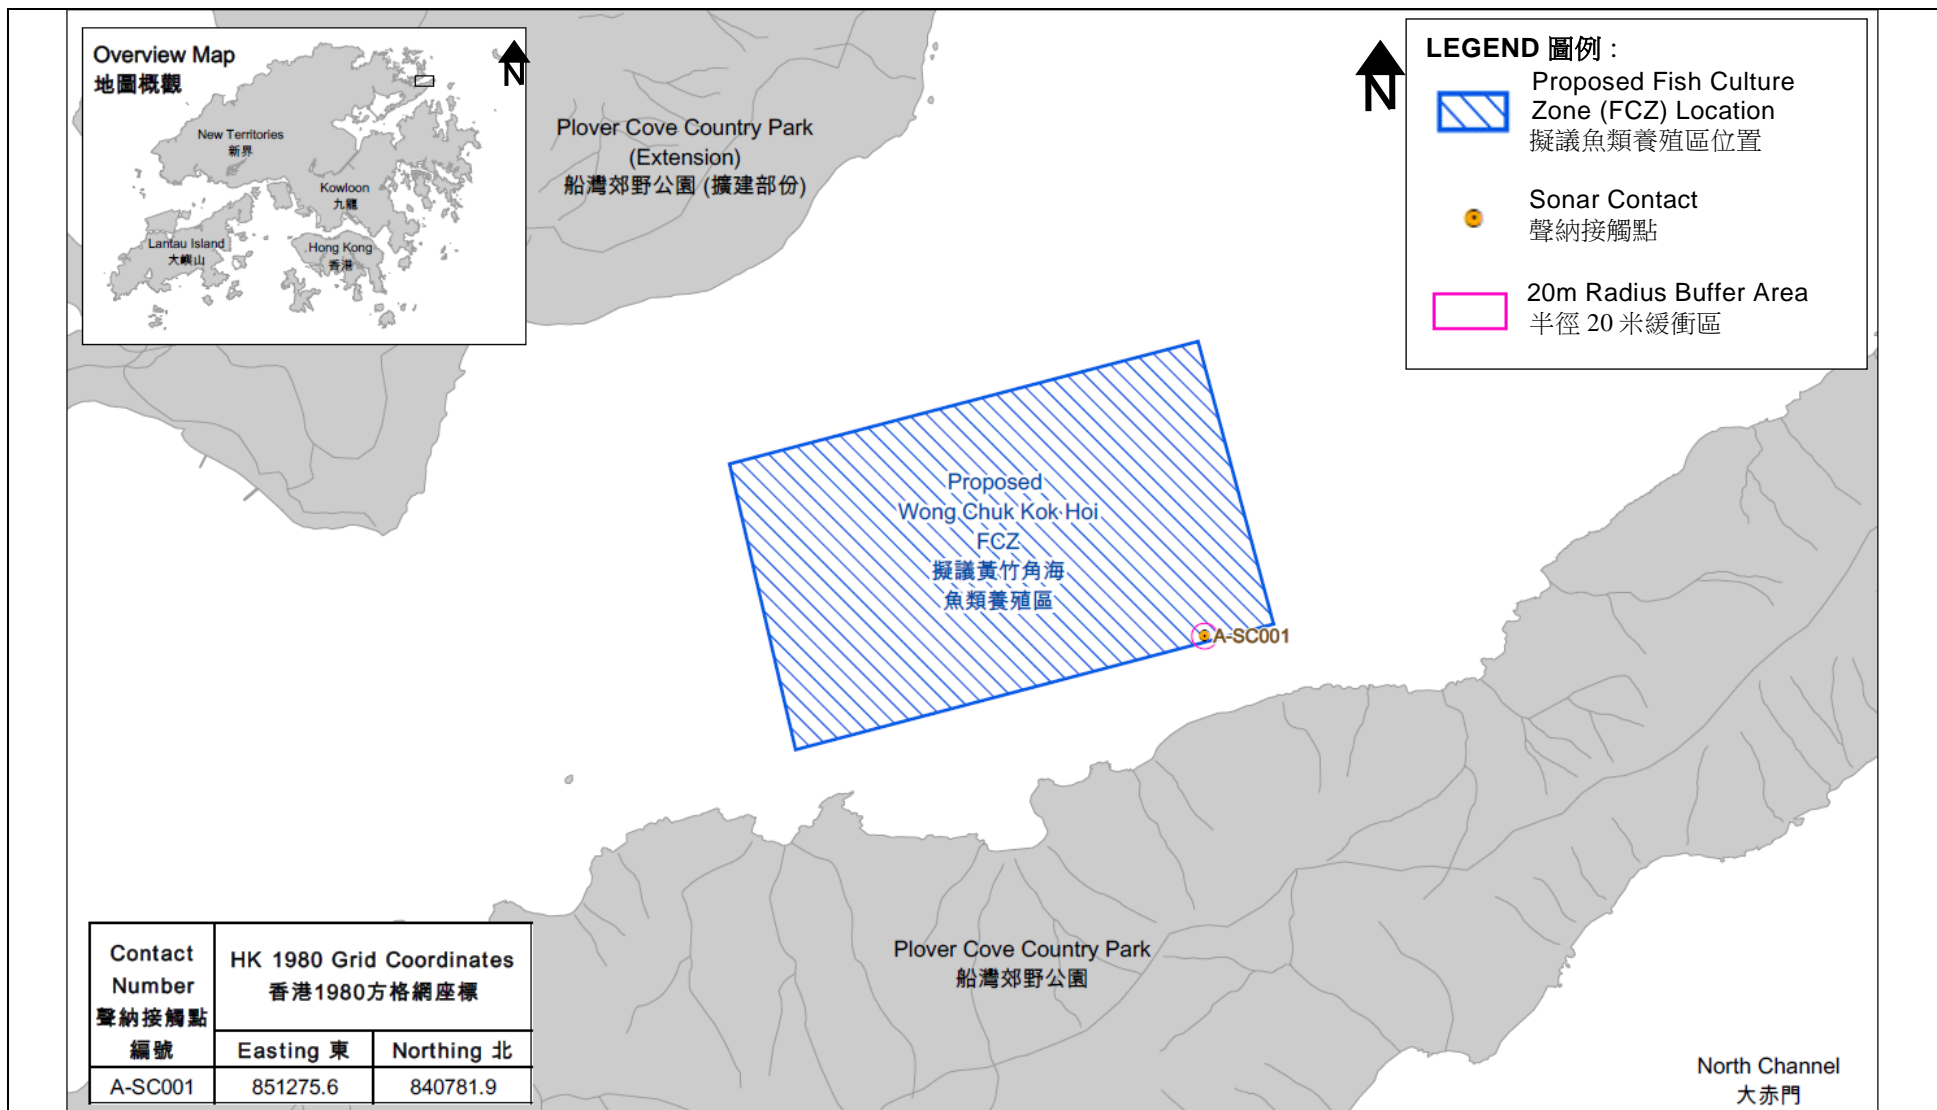 Overview Map
地圖概觀
N
New Territories
新界
Kowloon
九龍
Lantau Island
大嶼山
Hong Kong
香港
Plover Cove Country Park
(Extension)
船灣郊野公園 (擴建部份)
N
LEGEND 圖例 :
Proposed Fish Culture
Zone (FCZ) Location
擬議魚類養殖區位置
Sonar Contact
聲納接觸點
20m Radius Buffer Area
半徑 20 米緩衝區
Proposed
Wong Chuk Kok Hoi
FCZ
擬議黃竹角海
魚類養殖區
A-SC001
Plover Cove Country Park
船灣郊野公園
North Channel
大赤門
Contact
Number
聲納接觸點
編號
HK 1980 Grid Coordinates
香港1980方格網座標
Easting 東
Northing 北
A-SC001
851275.6
840781.9